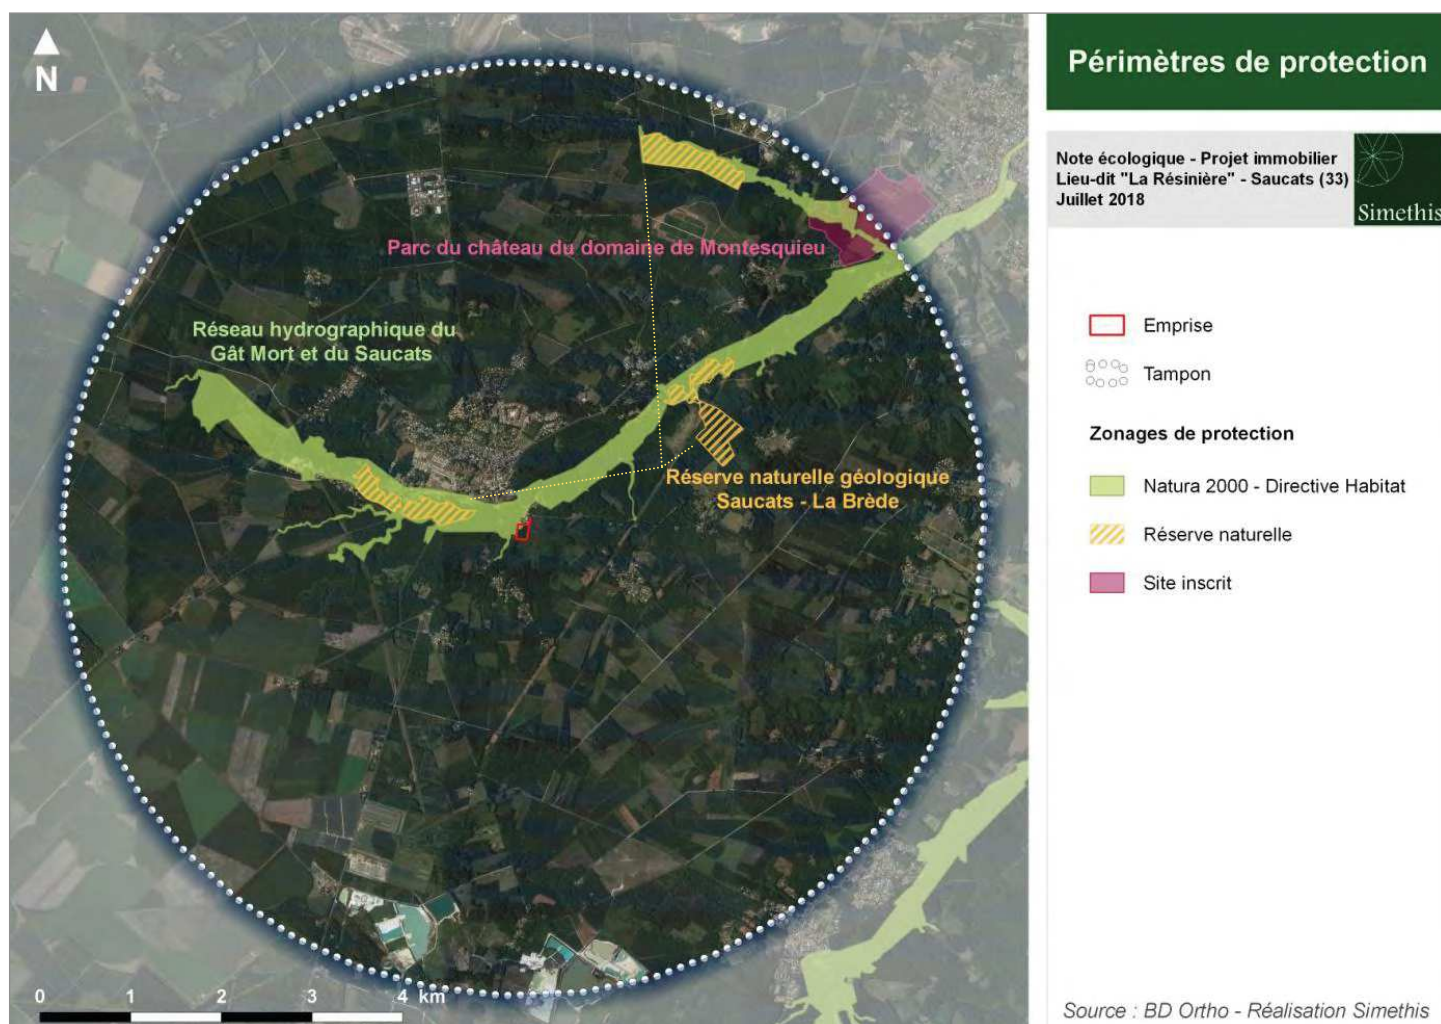 N
Parc du château du domaine de Montesquieu
Réseau hydrographique du
Gât Mort et du Saucats
Réserve naturelle géologique
Saucats - La Brède
0 1 2 3 4 km
Périmètres de protection
Note écologique - Projet immobilier
Lieu-dit "La Résinière" - Saucats (33)
Juillet 2018
Simethis
Emprise
Tampon
Zonages de protection
Natura 2000 - Directive Habitat
Réserve naturelle
Site inscrit
Source : BD Ortho - Réalisation Simethis